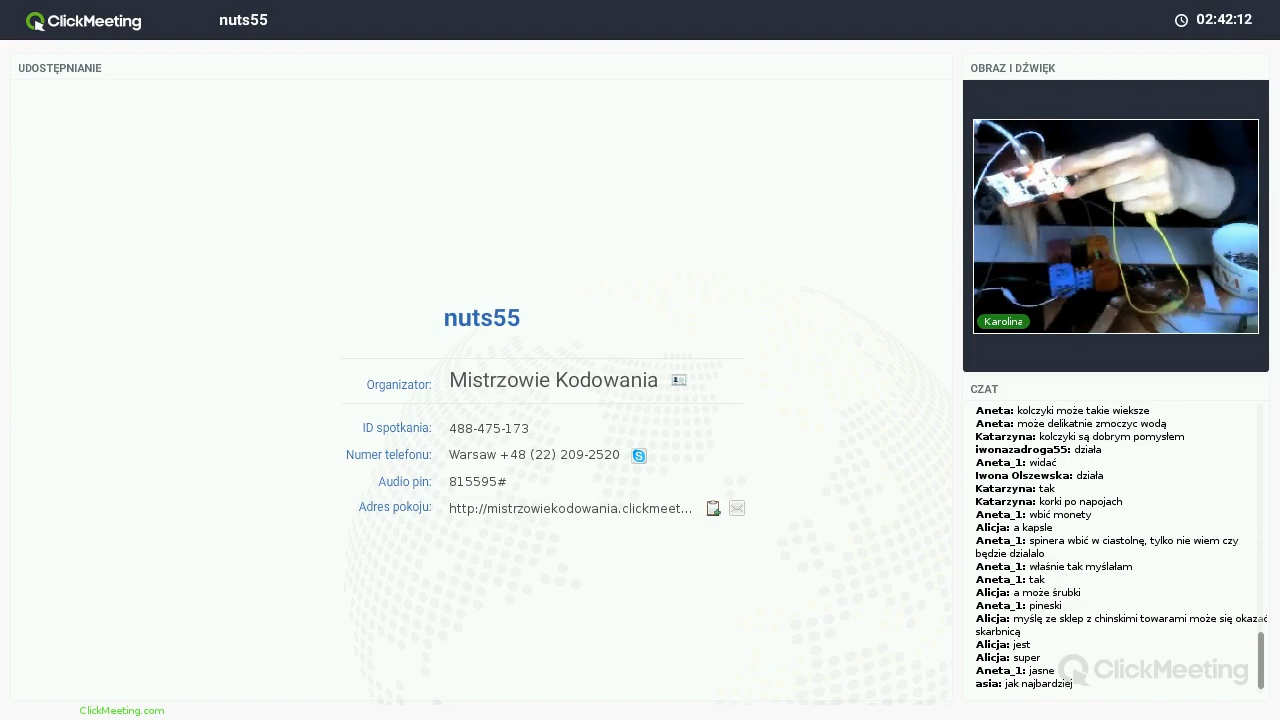 ClickMeeting
nuts55
02:42:12
UDOSTĘPNIANIE
nuts55
Organizator: Mistrzowie Kodowania
ID spotkania: 488-475-173
Numer telefonu: Warsaw +48 (22) 209-2520
Audio pin: 815595#
Adres pokoju: http://mistrzowiekodowania.clickmeet...
OBRAZ I DŹWIĘK
Karolina
CZAT
Aneta: kolczyki może takie wieksze
Aneta: może delikatnie zmoczyc wodą
Katarzyna: kolczyki są dobrym pomysłem
iwonazadroga55: działa
Aneta_1: widać
Iwona Olszewska: działa
Katarzyna: tak
Katarzyna: korki po napojach
Aneta_1: wbić monety
Alicja: a kapsle
Aneta_1: spinera wbić w ciastolnę, tylko nie wiem czy
będzie dzialalo
Aneta_1: właśnie tak myślałam
Aneta_1: tak
Alicja: a może śrubki
Aneta_1: pineski
Alicja: myślę ze sklep z chinskimi towarami może się okazać
skarbnicą
Alicja: jest
Alicja: super
Aneta_1: jasne
asia: jak najbardziej
ClickMeeting
ClickMeeting.com